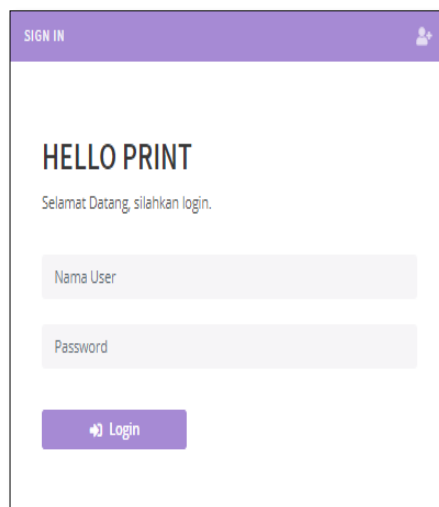 SIGN IN
HELLO PRINT
Selamat Datang, silahkan login.
Nama User
Password
Login